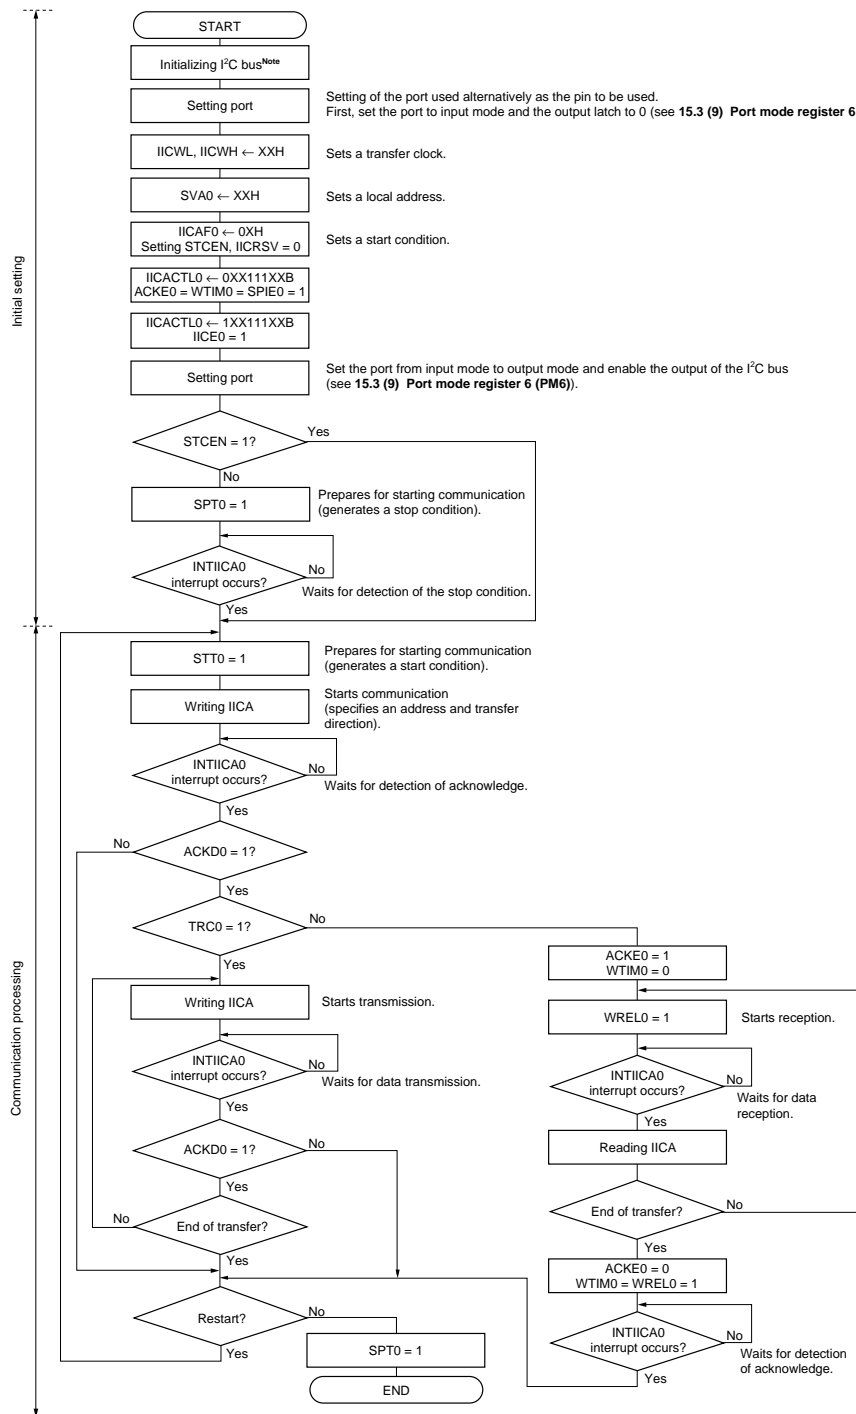 START
Initializing I²C busNote
Setting port
Setting of the port used alternatively as the pin to be used.
First, set the port to input mode and the output latch to 0 (see 15.3 (9) Port mode register 6
IICWL, IICWH ← XXH
Sets a transfer clock.
SVA0 ← XXH
Sets a local address.
IICAF0 ← 0XH
Setting STCEN, IICRSV = 0
Sets a start condition.
IICACTL0 ← 0XX111XXB
ACKE0 = WTIM0 = SPIE0 = 1
IICACTL0 ← 1XX111XXB
IICE0 = 1
Setting port
Set the port from input mode to output mode and enable the output of the I²C bus
(see 15.3 (9) Port mode register 6 (PM6)).
Initial setting
STCEN = 1?
Yes
No
SPT0 = 1
Prepares for starting communication
(generates a stop condition).
INTIICA0
interrupt occurs?
No
Waits for detection of the stop condition.
Yes
STT0 = 1
Prepares for starting communication
(generates a start condition).
Writing IICA
Starts communication
(specifies an address and transfer
direction).
INTIICA0
interrupt occurs?
No
Waits for detection of acknowledge.
Yes
No
ACKD0 = 1?
Yes
TRC0 = 1?
No
Yes
Communication processing
Writing IICA
Starts transmission.
INTIICA0
interrupt occurs?
No
Waits for data transmission.
Yes
ACKD0 = 1?
No
Yes
No
End of transfer?
Yes
Restart?
No
Yes
SPT0 = 1
END
ACKE0 = 1
WTIM0 = 0
WREL0 = 1
Starts reception.
INTIICA0
interrupt occurs?
No
Waits for data
reception.
Yes
Reading IICA
End of transfer?
No
Yes
ACKE0 = 0
WTIM0 = WREL0 = 1
INTIICA0
interrupt occurs?
No
Waits for detection
of acknowledge.
Yes